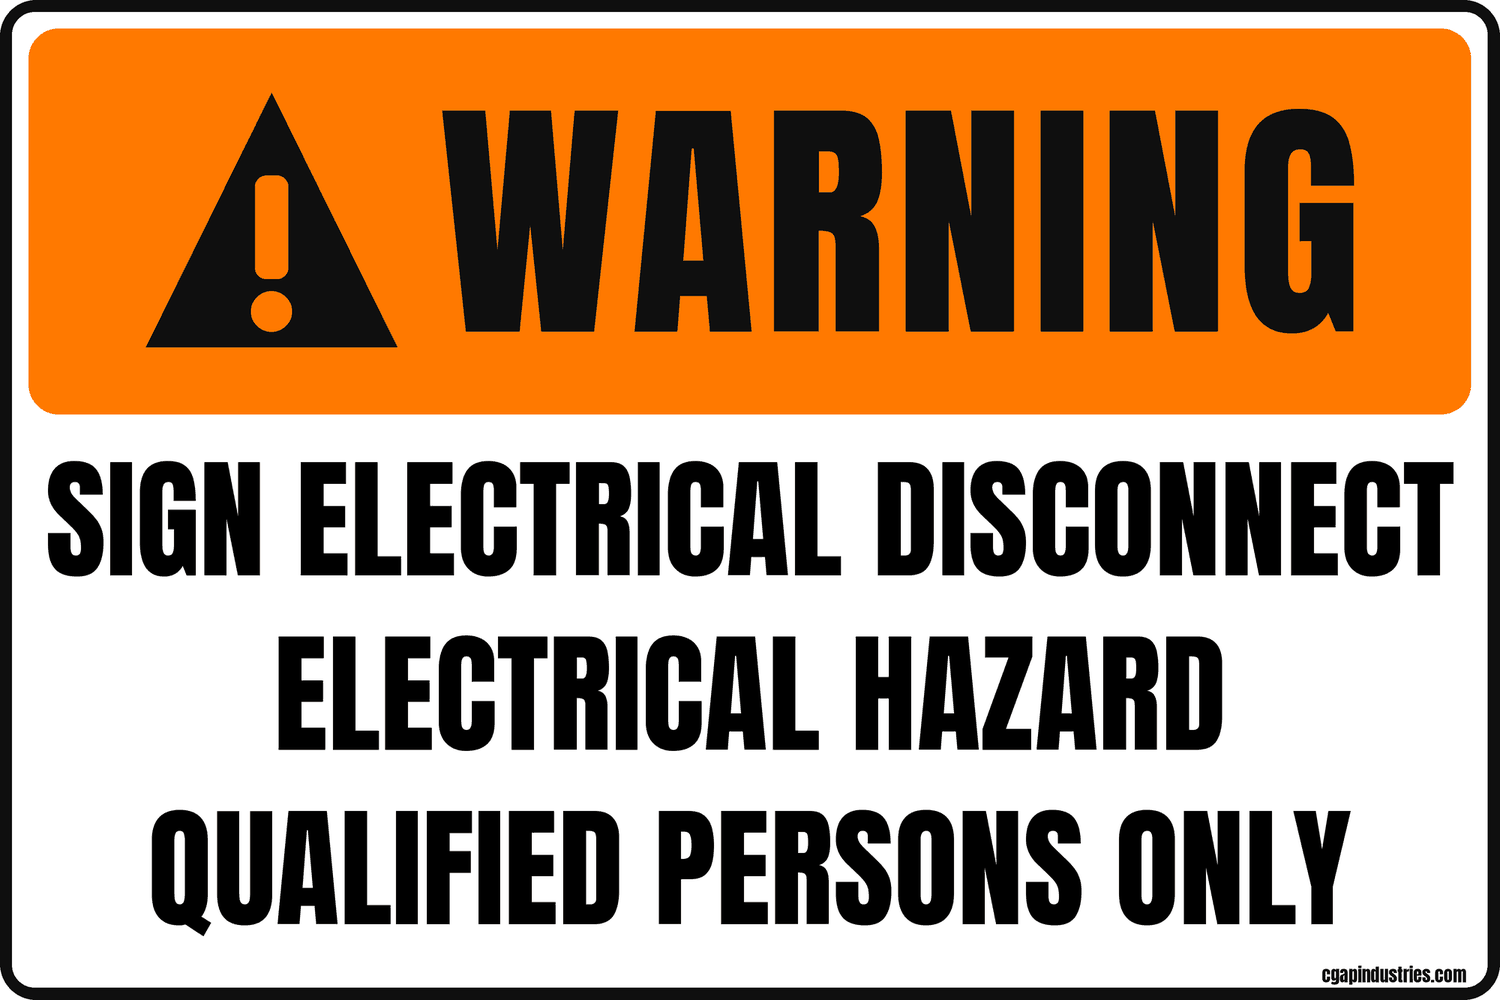 WARNING
SIGN ELECTRICAL DISCONNECT
ELECTRICAL HAZARD
QUALIFIED PERSONS ONLY
cgapindustries.com